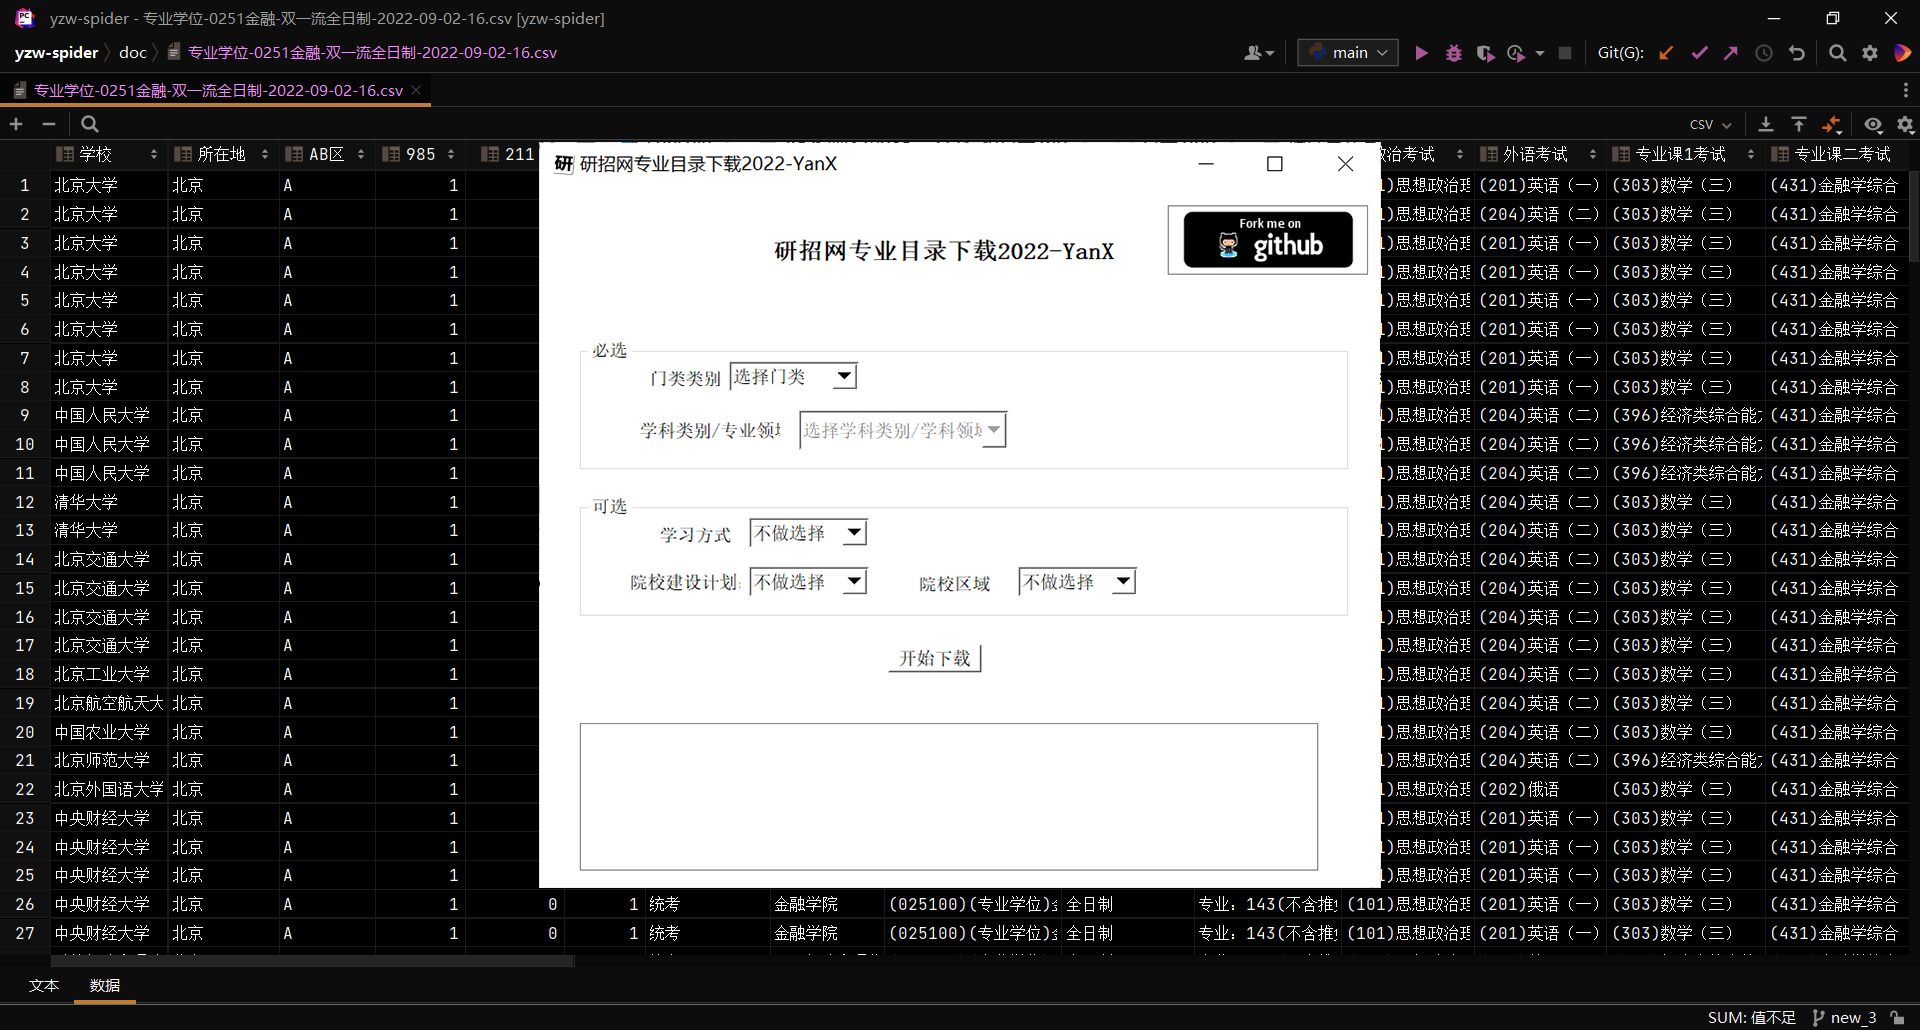 yzw-spider - 专业学位-0251金融-双一流全日制-2022-09-02-16.csv [yzw-spider]
yzw-spider doc 专业学位-0251金融-双一流全日制-2022-09-02-16.csv main Git(G):
专业学位-0251金融-双一流全日制-2022-09-02-16.csv
CSV
学校 所在地 AB区 985 211 政治考试 外语考试 专业课1考试 专业课二考试
1 北京大学 北京 A 1 1)思想政治理 (201)英语（一） (303)数学（三） (431)金融学综合
2 北京大学 北京 A 1 1)思想政治理 (204)英语（二） (303)数学（三） (431)金融学综合
3 北京大学 北京 A 1 1)思想政治理 (201)英语（一） (303)数学（三） (431)金融学综合
4 北京大学 北京 A 1 1)思想政治理 (201)英语（一） (303)数学（三） (431)金融学综合
5 北京大学 北京 A 1 1)思想政治理 (201)英语（一） (303)数学（三） (431)金融学综合
6 北京大学 北京 A 1 1)思想政治理 (201)英语（一） (303)数学（三） (431)金融学综合
7 北京大学 北京 A 1 1)思想政治理 (201)英语（一） (303)数学（三） (431)金融学综合
8 北京大学 北京 A 1 1)思想政治理 (201)英语（一） (303)数学（三） (431)金融学综合
9 中国人民大学 北京 A 1 1)思想政治理 (204)英语（二） (396)经济类综合能 (431)金融学综合
10 中国人民大学 北京 A 1 1)思想政治理 (204)英语（二） (396)经济类综合能 (431)金融学综合
11 中国人民大学 北京 A 1 1)思想政治理 (204)英语（二） (396)经济类综合能 (431)金融学综合
12 清华大学 北京 A 1 1)思想政治理 (204)英语（二） (303)数学（三） (431)金融学综合
13 清华大学 北京 A 1 1)思想政治理 (204)英语（二） (303)数学（三） (431)金融学综合
14 北京交通大学 北京 A 1 1)思想政治理 (204)英语（二） (303)数学（三） (431)金融学综合
15 北京交通大学 北京 A 1 1)思想政治理 (204)英语（二） (303)数学（三） (431)金融学综合
16 北京交通大学 北京 A 1 1)思想政治理 (204)英语（二） (303)数学（三） (431)金融学综合
17 北京交通大学 北京 A 1 1)思想政治理 (204)英语（二） (303)数学（三） (431)金融学综合
18 北京工业大学 北京 A 1 1)思想政治理 (204)英语（二） (303)数学（三） (431)金融学综合
19 北京航空航天大 北京 A 1 1)思想政治理 (204)英语（二） (303)数学（三） (431)金融学综合
20 中国农业大学 北京 A 1 1)思想政治理 (204)英语（二） (303)数学（三） (431)金融学综合
21 北京师范大学 北京 A 1 1)思想政治理 (204)英语（二） (396)经济类综合能 (431)金融学综合
22 北京外国语大学 北京 A 1 1)思想政治理 (202)俄语 (303)数学（三） (431)金融学综合
23 中央财经大学 北京 A 1 1)思想政治理 (201)英语（一） (303)数学（三） (431)金融学综合
24 中央财经大学 北京 A 1 1)思想政治理 (201)英语（一） (303)数学（三） (431)金融学综合
25 中央财经大学 北京 A 1 1)思想政治理 (201)英语（一） (303)数学（三） (431)金融学综合
26 中央财经大学 北京 A 1 0 1 统考 金融学院 (025100)(专业学位)金 全日制 专业：143(不含推免 (101)思想政治理 (201)英语（一） (303)数学（三） (431)金融学综合
27 中央财经大学 北京 A 1 0 1 统考 金融学院 (025100)(专业学位)金 全日制 专业：143(不含推免 (101)思想政治理 (201)英语（一） (303)数学（三） (431)金融学综合
研 研招网专业目录下载2022-YanX
Fork me on
github
研招网专业目录下载2022-YanX
必选
门类类别 选择门类
学科类别/专业领域 选择学科类别/学科领域
可选
学习方式 不做选择
院校建设计划: 不做选择 院校区域 不做选择
开始下载
文本 数据
SUM: 值不足 new_3